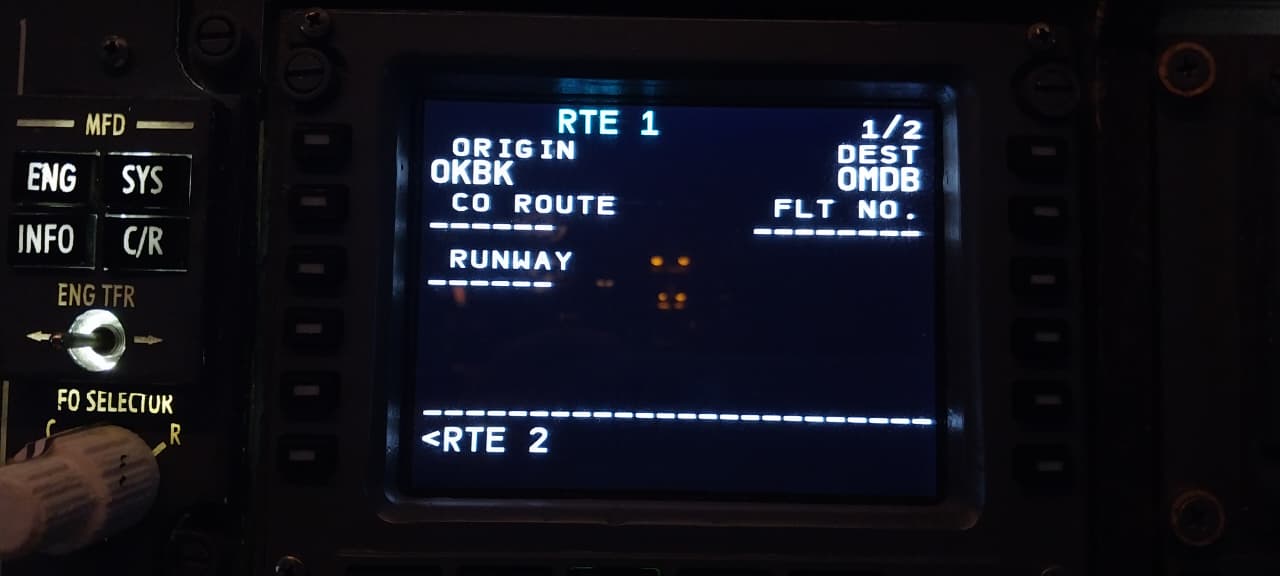 MFD
ENG SYS
INFO C/R
ENG TFR
FO SELECTOR
C R
RTE 1 1/2
ORIGIN DEST
OKBK OMDB
CO ROUTE FLT NO.
------ --------
RUNWAY
------
------------------------
<RTE 2